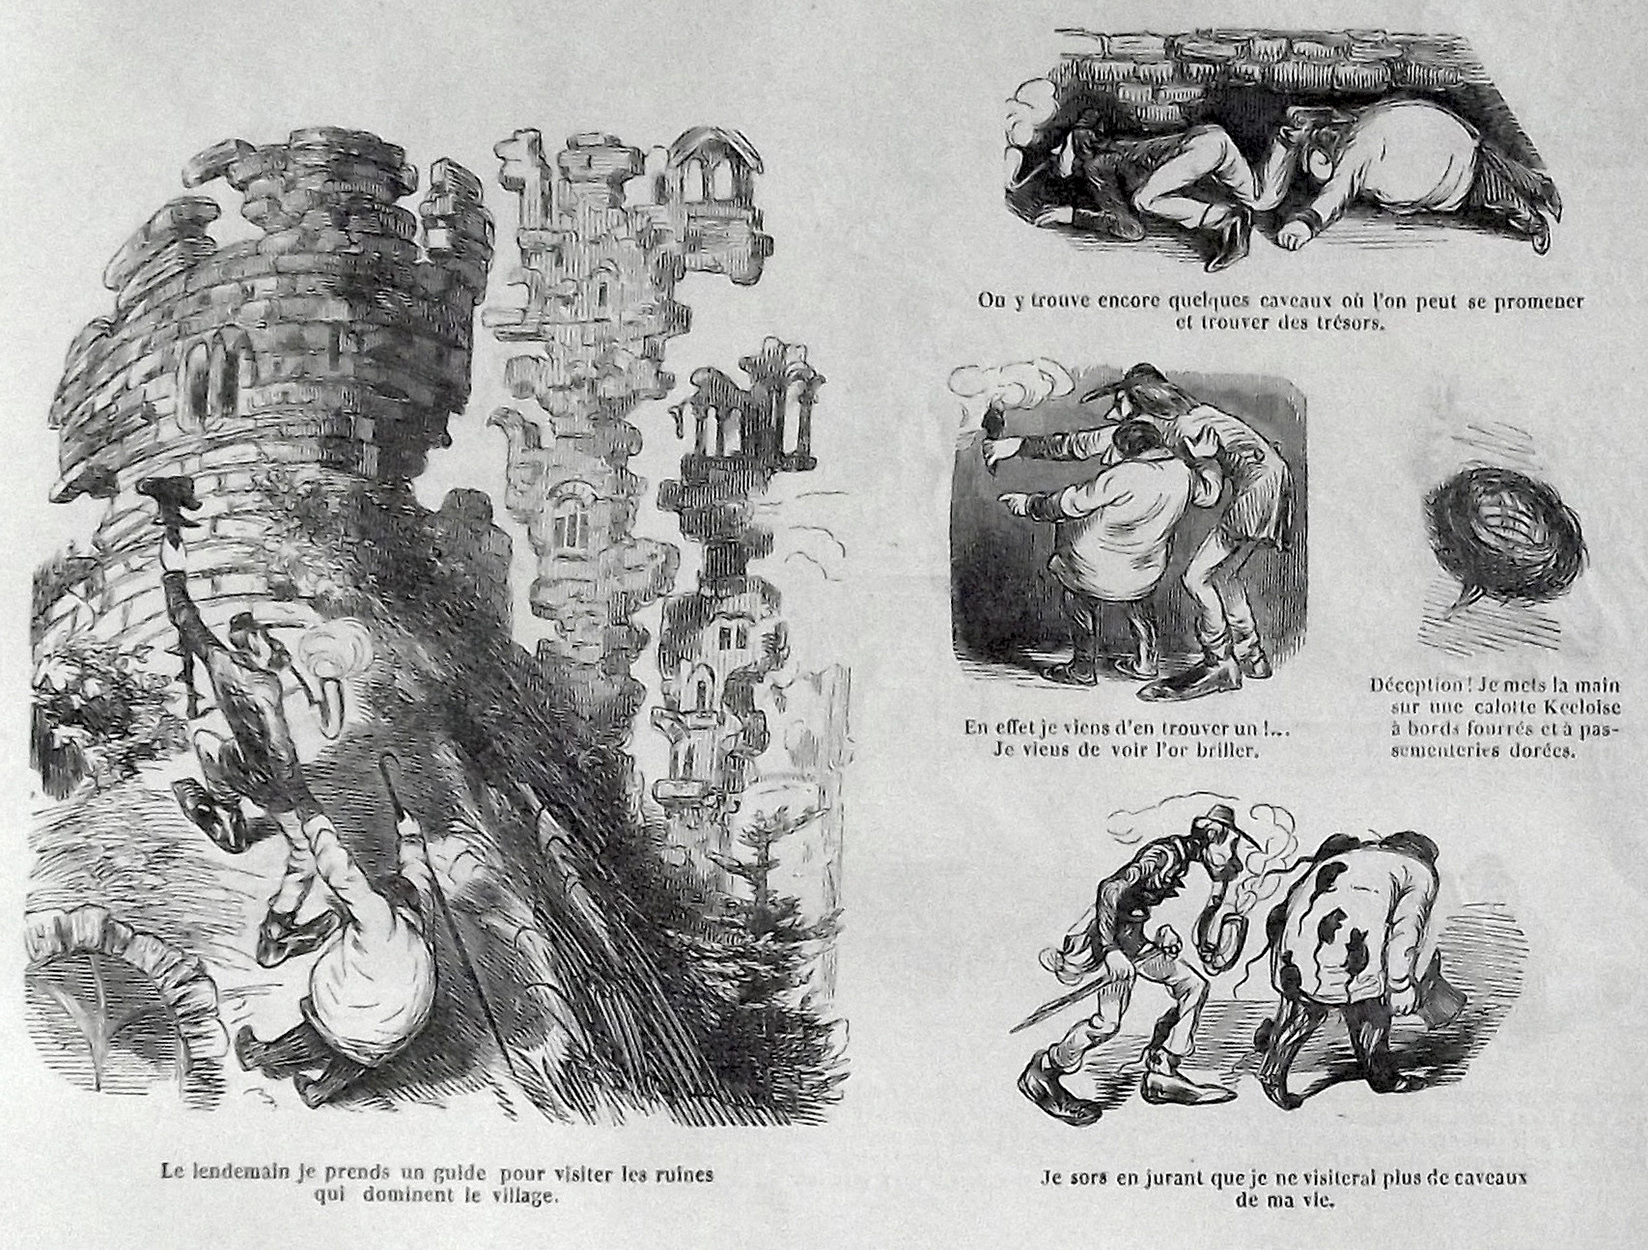 Le lendemain je prends un guide pour visiter les ruines
qui dominent le village.
On y trouve encore quelques caveaux où l'on peut se promener
et trouver des trésors.
En effet je viens d'en trouver un !...
Je viens de voir l'or briller.
Déception ! Je mets la main
sur une calotte Keeloise
à bords fourrés et à pas-
sementeries dorées.
Je sors en jurant que je ne visiterai plus de caveaux
de ma vie.